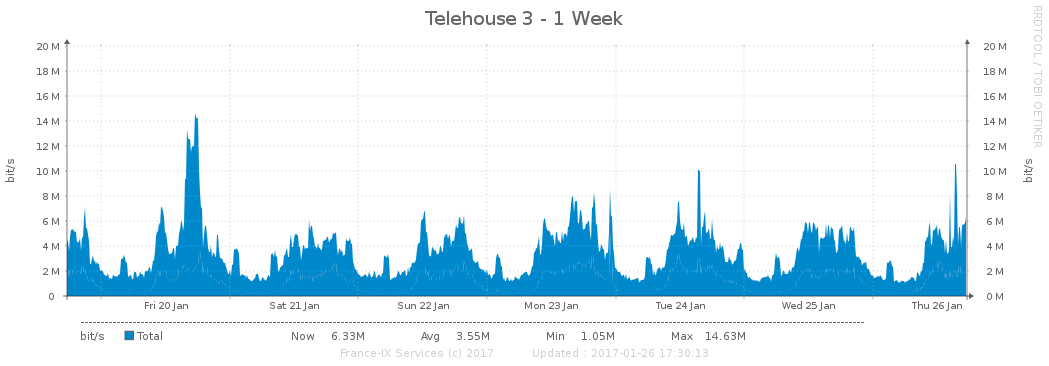 Telehouse 3 - 1 Week
RRDTOOL / TOBI OETIKER
20 M 20 M
18 M 18 M
16 M 16 M
14 M 14 M
12 M 12 M
10 M 10 M
8 M 8 M
6 M 6 M
4 M 4 M
2 M 2 M
0 0 M
bit/s
bit/s
Fri 20 Jan Sat 21 Jan Sun 22 Jan Mon 23 Jan Tue 24 Jan Wed 25 Jan Thu 26 Jan
bit/s Total Now 6.33M Avg 3.55M Min 1.05M Max 14.63M
France-IX Services (c) 2017 Updated : 2017-01-26 17:30:13